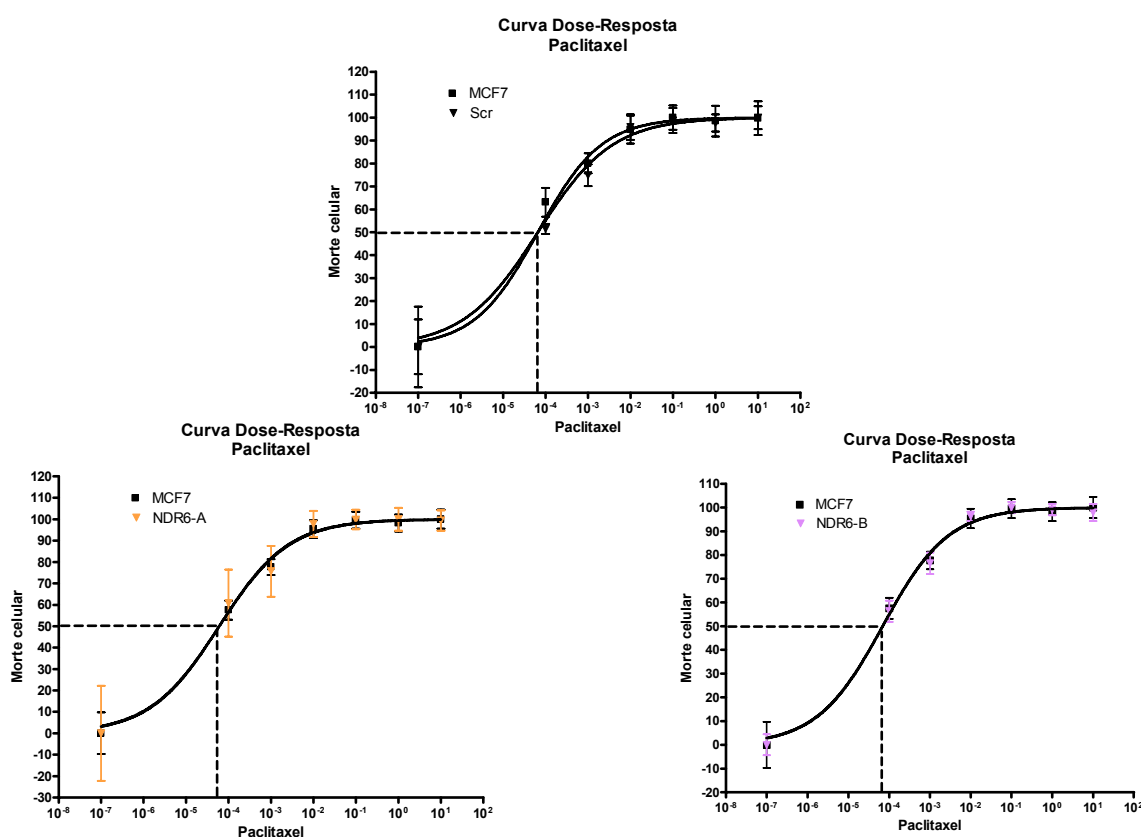 Curva Dose-Resposta
Paclitaxel
Morte celular
120
110
100
90
80
70
60
50
40
30
20
10
0
-10
-20
MCF7
Scr
10⁻⁸ 10⁻⁷ 10⁻⁶ 10⁻⁵ 10⁻⁴ 10⁻³ 10⁻² 10⁻¹ 10⁰ 10¹ 10²
Paclitaxel
Curva Dose-Resposta
Paclitaxel
Morte celular
120
110
100
90
80
70
60
50
40
30
20
10
0
-10
-20
-30
MCF7
NDR6-A
10⁻⁸ 10⁻⁷ 10⁻⁶ 10⁻⁵ 10⁻⁴ 10⁻³ 10⁻² 10⁻¹ 10⁰ 10¹ 10²
Paclitaxel
Curva Dose-Resposta
Paclitaxel
Morte celular
110
100
90
80
70
60
50
40
30
20
10
0
-10
-20
MCF7
NDR6-B
10⁻⁸ 10⁻⁷ 10⁻⁶ 10⁻⁵ 10⁻⁴ 10⁻³ 10⁻² 10⁻¹ 10⁰ 10¹ 10²
Paclitaxel